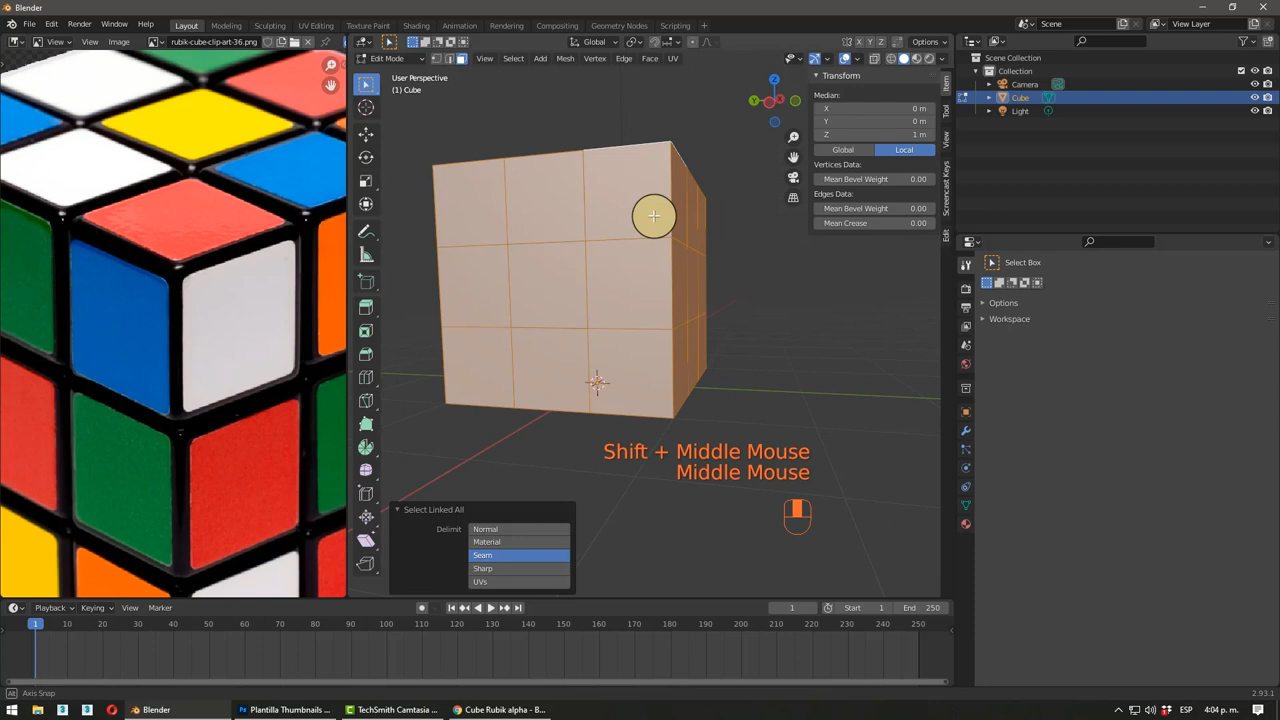 Blender
File Edit Render Window Help Layout Modeling Sculpting UV Editing Texture Paint Shading Animation Rendering Compositing Geometry Nodes Scripting + Scene View Layer
View View Image rubik-cube-clip-art-36.png Global Options
Edit Mode View Select Add Mesh Vertex Edge Face UV X Y Z
User Perspective
(1) Cube
Z
Y
X
Transform
Median:
X 0 m
Y 0 m
Z 1 m
Global Local
Vertices Data:
Mean Bevel Weight 0.00
Edges Data:
Mean Bevel Weight 0.00
Mean Crease 0.00
Item
Tool
View
Screencast Keys
Edit
Scene Collection
Collection
Camera
Cube
Light
Select Box
Options
Workspace
Shift + Middle Mouse
Middle Mouse
Select Linked All
Delimit Normal
Material
Seam
Sharp
UVs
Playback Keying View Marker 1 Start 1 End 250
1 10 20 30 40 50 60 70 80 90 100 110 120 130 140 150 160 170 180 190 200 210 220 230 240 250
Alt Axis Snap 2.93.1
Blender Plantilla Thumbnails ... TechSmith Camtasia ... Cube Rubik alpha - B... ESP 4:04 p. m.